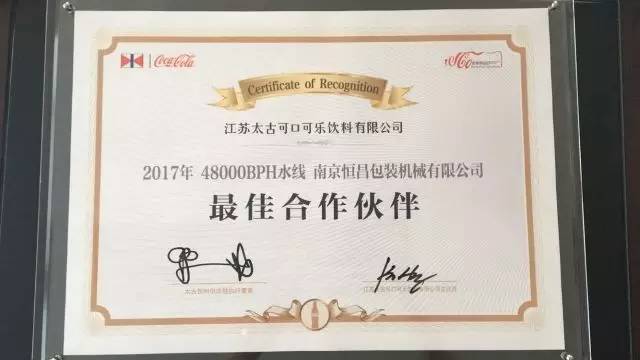 Coca-Cola
Certificate of Recognition
江苏太古可口可乐饮料有限公司
2017年 48000BPH水线 南京恒昌包装机械有限公司
最佳合作伙伴